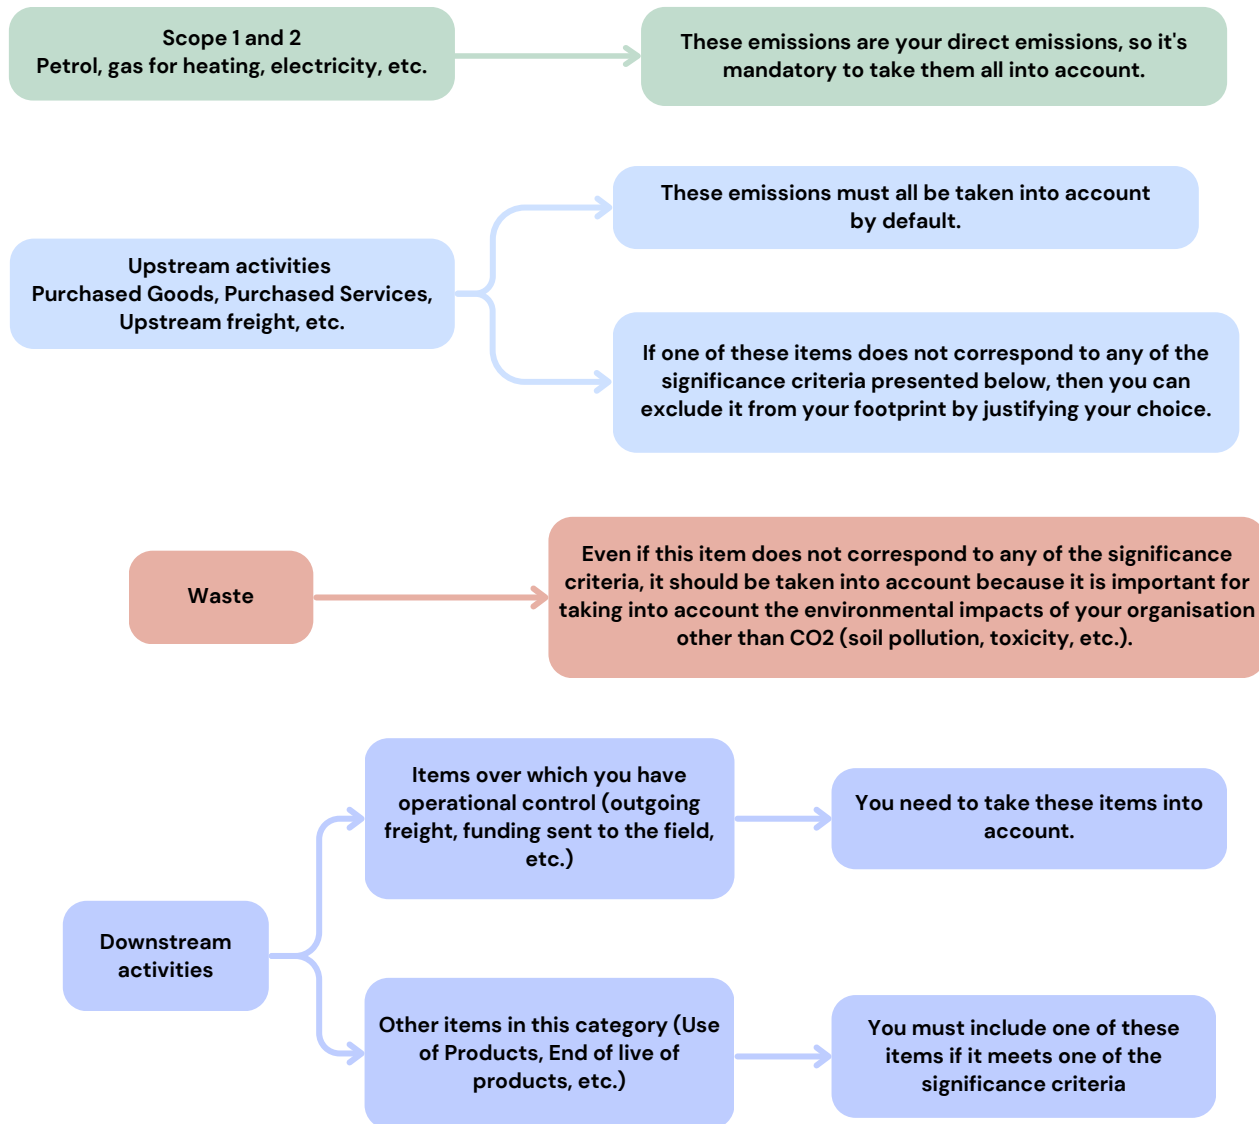 Scope 1 and 2
Petrol, gas for heating, electricity, etc.
These emissions are your direct emissions, so it's
mandatory to take them all into account.
These emissions must all be taken into account
by default.
Upstream activities
Purchased Goods, Purchased Services,
Upstream freight, etc.
If one of these items does not correspond to any of the
significance criteria presented below, then you can
exclude it from your footprint by justifying your choice.
Waste
Even if this item does not correspond to any of the significance
criteria, it should be taken into account because it is important for
taking into account the environmental impacts of your organisation
other than CO2 (soil pollution, toxicity, etc.).
Items over which you have
operational control (outgoing
freight, funding sent to the field,
etc.)
You need to take these items into
account.
Downstream
activities
Other items in this category (Use
of Products, End of live of
products, etc.)
You must include one of these
items if it meets one of the
significance criteria